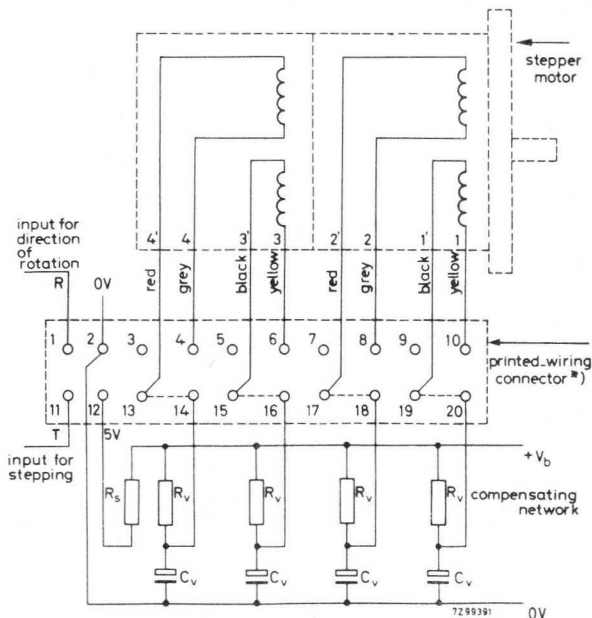 stepper
motor
4' 4 3' 3 2' 2 1' 1
red grey black yellow red grey black yellow
input for
direction
of
rotation
R 0V
1 2 3 4 5 6 7 8 9 10
printed-wiring
connector *)
11 12 13 14 15 16 17 18 19 20
T 5V
input for
stepping
+Vb
Rs Rv Rv Rv Rv
compensating
network
Cv Cv Cv Cv
7Z99391
0V